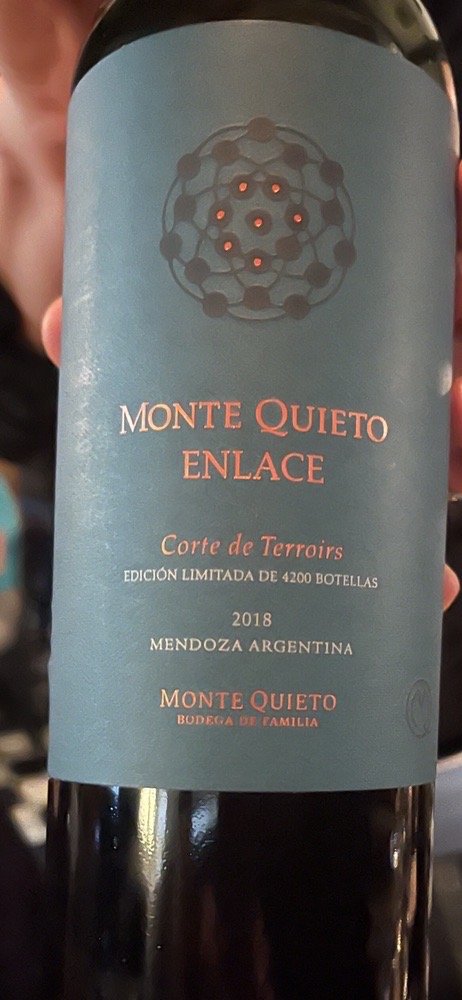 MONTE QUIETO
ENLACE
Corte de Terroirs
EDICIÓN LIMITADA DE 4200 BOTELLAS
2018
MENDOZA ARGENTINA
MONTE QUIETO
BODEGA DE FAMILIA